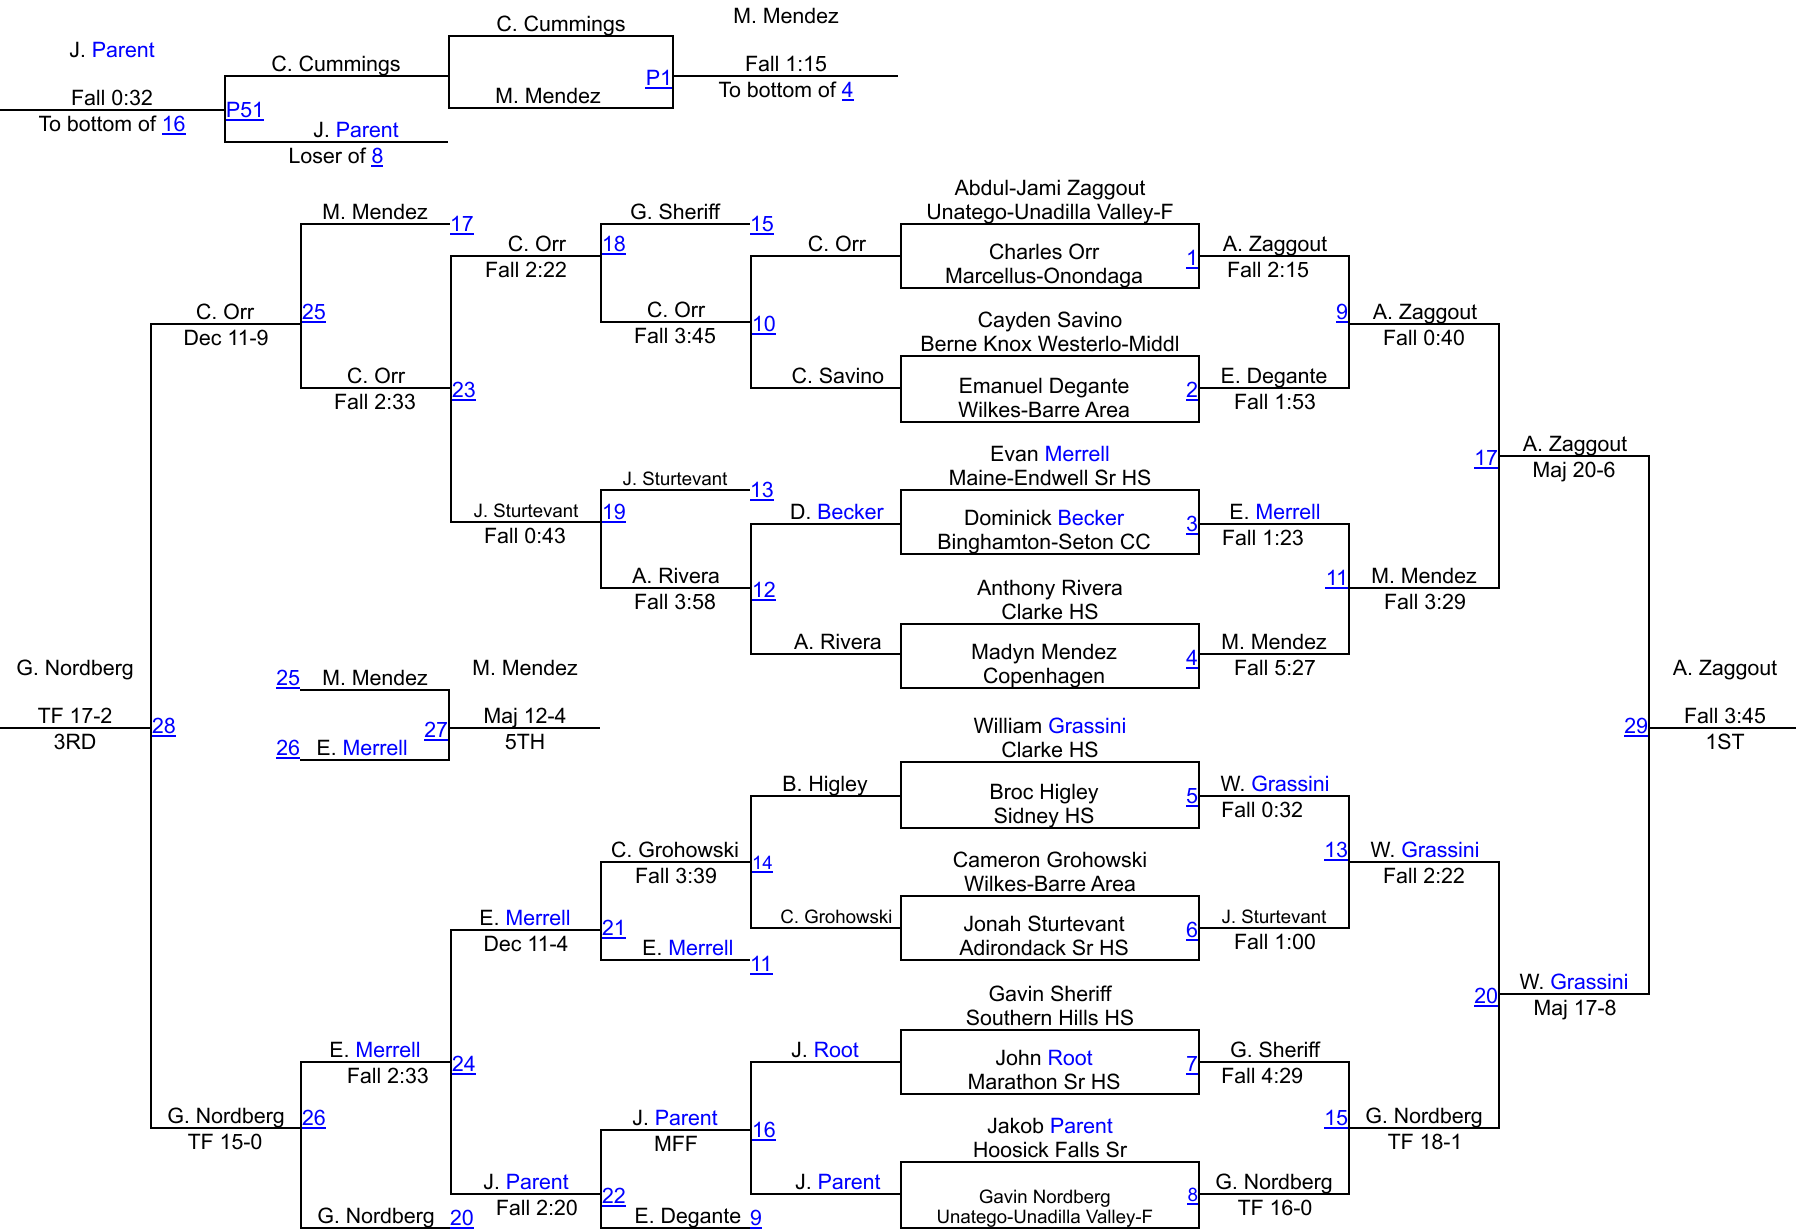 M. Mendez
C. Cummings
J. Parent
C. Cummings
Fall 1:15
P1
To bottom of 4
Fall 0:32
M. Mendez
P51
To bottom of 16
J. Parent
Loser of 8
Abdul-Jami Zaggout
M. Mendez
17
G. Sheriff
15
Unatego-Unadilla Valley-F
C. Orr
18
C. Orr
Charles Orr
1
A. Zaggout
Fall 2:22
Marcellus-Onondaga
Fall 2:15
C. Orr
25
C. Orr
10
Cayden Savino
9
A. Zaggout
Dec 11-9
Fall 3:45
Berne Knox Westerlo-Middl
Fall 0:40
C. Orr
23
C. Savino
Emanuel Degante
2
E. Degante
Fall 2:33
Wilkes-Barre Area
Fall 1:53
Evan Merrell
17
A. Zaggout
J. Sturtevant
13
Maine-Endwell Sr HS
Maj 20-6
J. Sturtevant
19
D. Becker
Dominick Becker
3
E. Merrell
Fall 0:43
Binghamton-Seton CC
Fall 1:23
A. Rivera
12
Anthony Rivera
11
M. Mendez
Fall 3:58
Clarke HS
Fall 3:29
A. Rivera
Madyn Mendez
4
M. Mendez
G. Nordberg
25
M. Mendez
M. Mendez
Copenhagen
Fall 5:27
A. Zaggout
TF 17-2
28
27
Maj 12-4
William Grassini
29
Fall 3:45
3RD
26
E. Merrell
5TH
Clarke HS
1ST
B. Higley
Broc Higley
5
W. Grassini
Sidney HS
Fall 0:32
C. Grohowski
14
Cameron Grohowski
13
W. Grassini
Fall 3:39
Wilkes-Barre Area
Fall 2:22
E. Merrell
21
C. Grohowski
Jonah Sturtevant
6
J. Sturtevant
Dec 11-4
E. Merrell
11
Adirondack Sr HS
Fall 1:00
Gavin Sheriff
20
W. Grassini
Southern Hills HS
Maj 17-8
E. Merrell
24
J. Root
John Root
7
G. Sheriff
Fall 2:33
Marathon Sr HS
Fall 4:29
G. Nordberg
26
J. Parent
16
Jakob Parent
15
G. Nordberg
TF 15-0
MFF
Hoosick Falls Sr
TF 18-1
J. Parent
22
J. Parent
Gavin Nordberg
8
G. Nordberg
Fall 2:20
Unatego-Unadilla Valley-F
TF 16-0
G. Nordberg
20
E. Degante
9